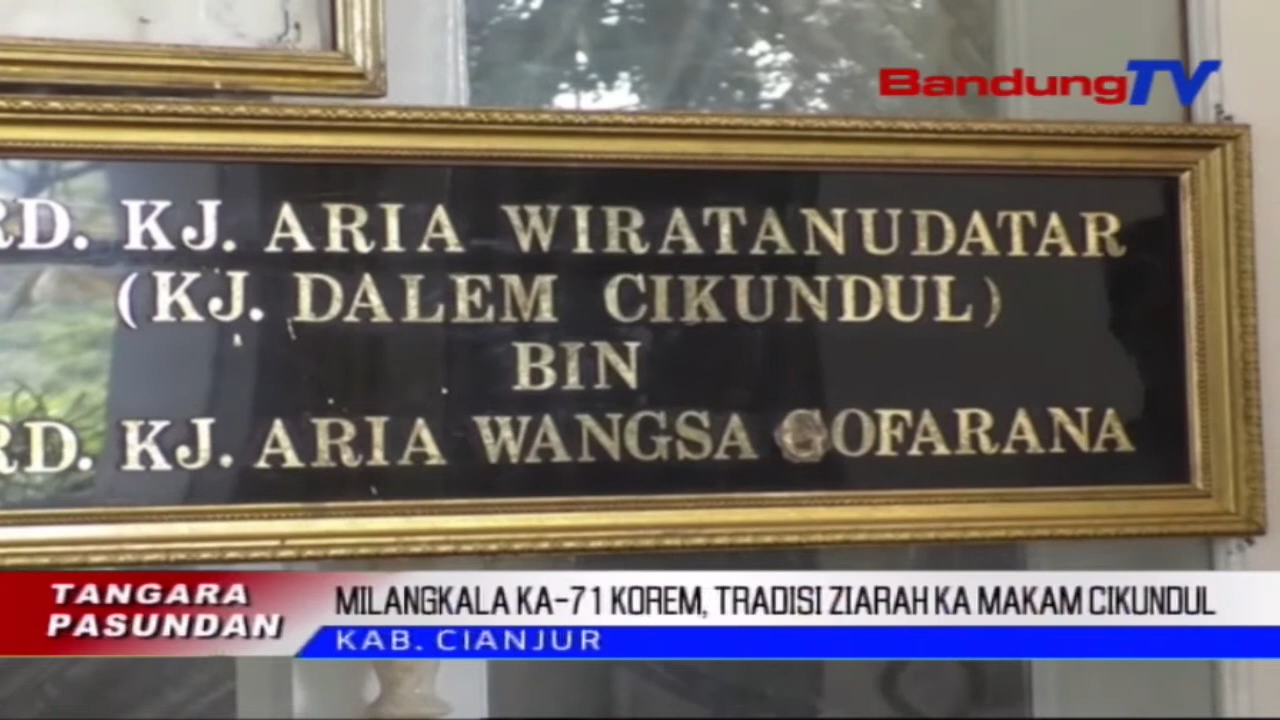 BandungTV
RD. KJ. ARIA WIRATANUDATAR
(KJ. DALEM CIKUNDUL)
BIN
RD. KJ. ARIA WANGSA GOFARANA
TANGARA
PASUNDAN
MILANGKALA KA-71 KOREM, TRADISI ZIARAH KA MAKAM CIKUNDUL
KAB. CIANJUR